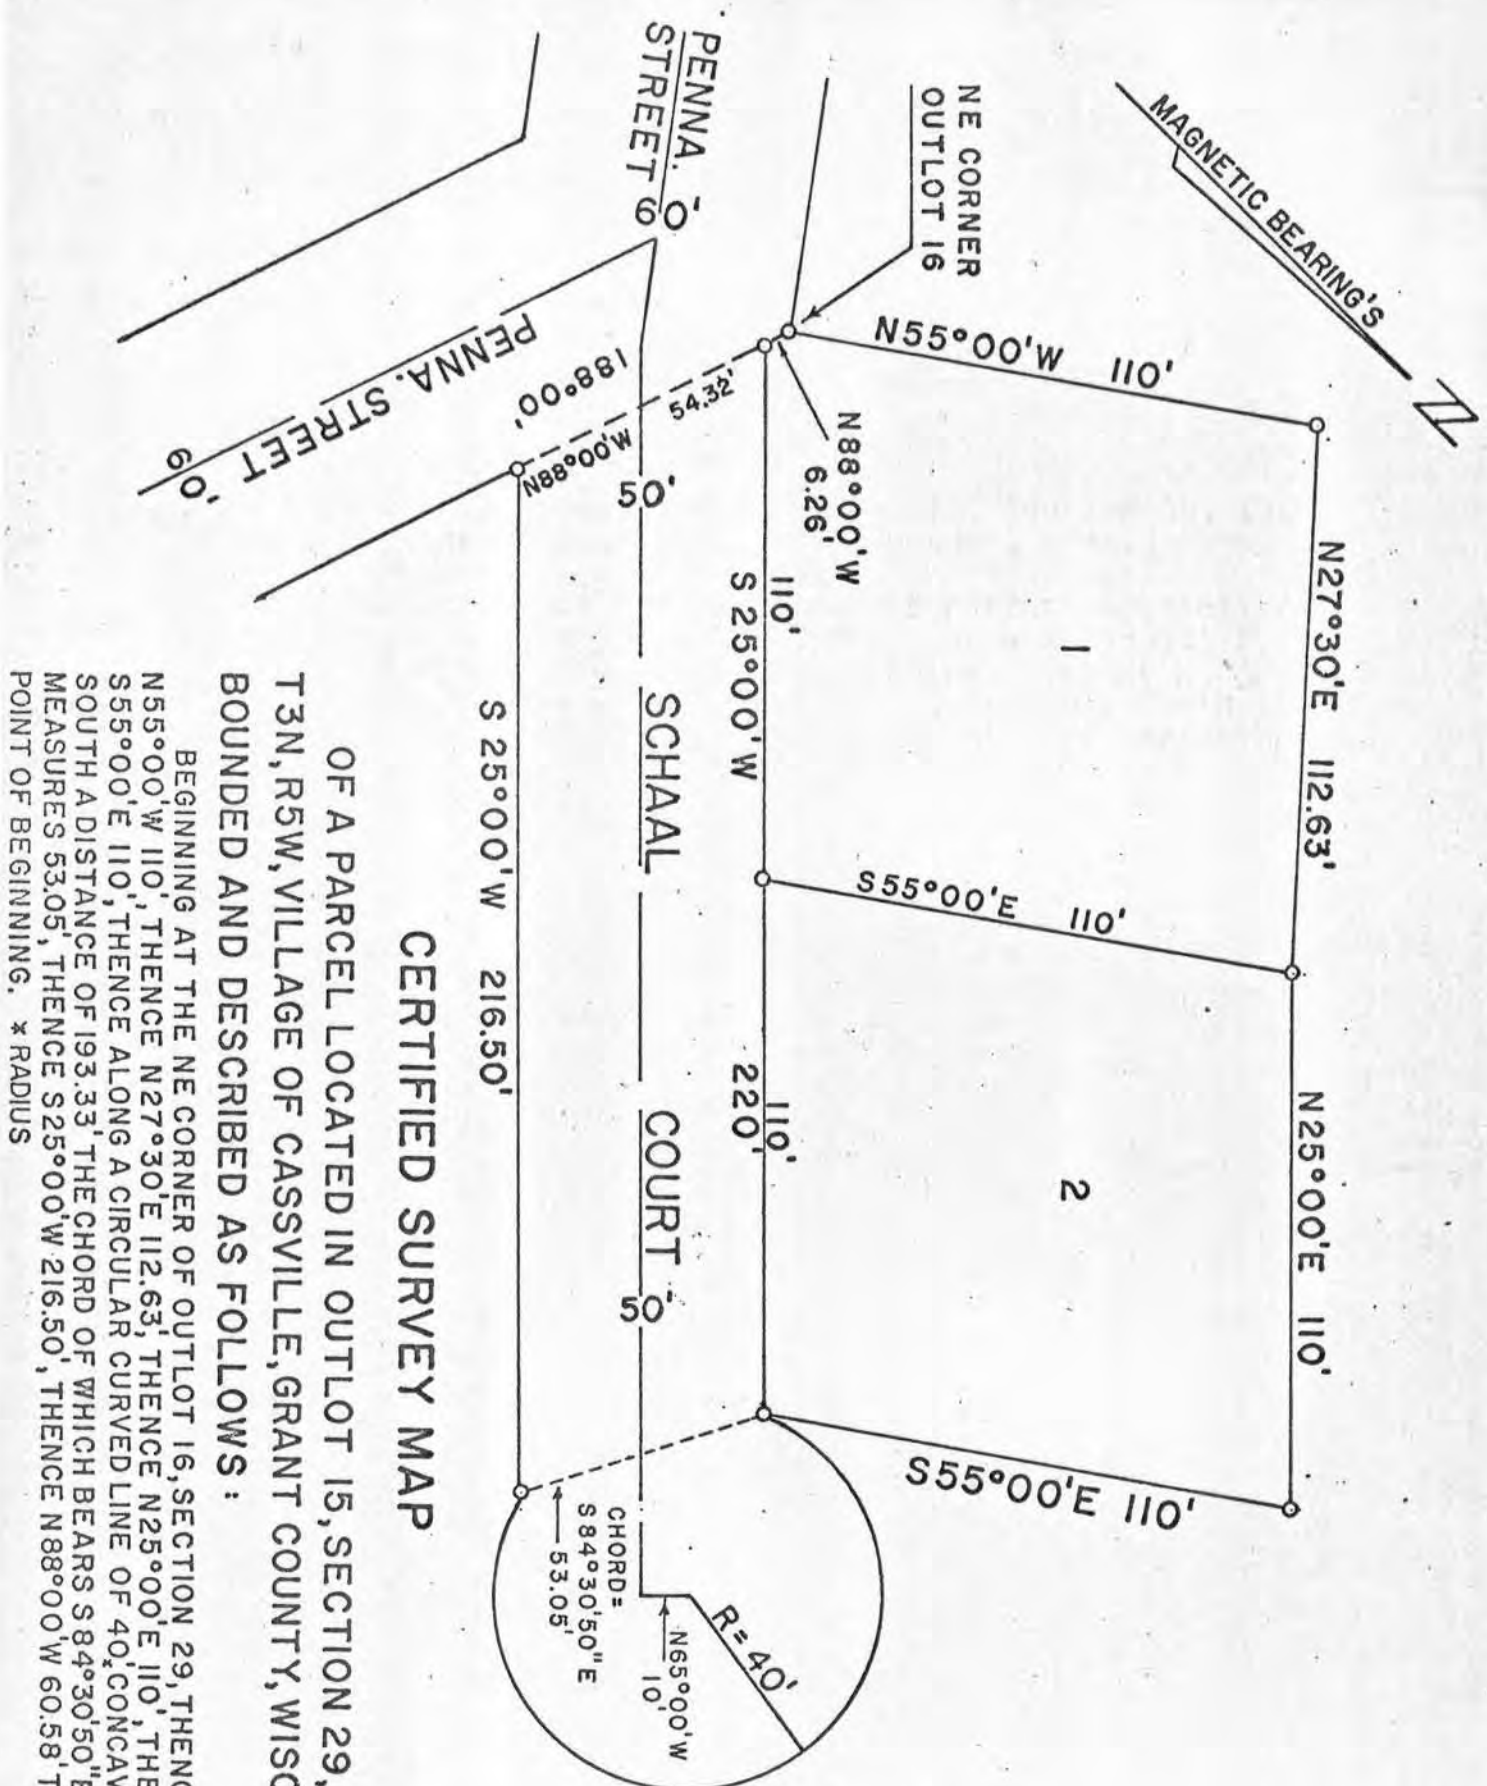 MAGNETIC BEARING'S
N
NE CORNER
OUTLOT 16
PENNA.
STREET 60'
N55°00'W 110'
N27°30'E 112.63'
N25°00'E 110'
N88°00'W
6.26'
110'
S 25°00'W
1
S55°00'E 110'
2
110'
220'
S55°00'E 110'
PENNA. STREET 60'
188°00'
54.32'
N88°00'W
50'
SCHAAL COURT
50'
S 25°00'W 216.50'
CHORD=
S84°30'50"E
53.05'
N65°00'W
10'
R=40'
CERTIFIED SURVEY MAP
OF A PARCEL LOCATED IN OUTLOT 15, SECTION 29,
T3N, R5W, VILLAGE OF CASSVILLE, GRANT COUNTY,
BOUNDED AND DESCRIBED AS FOLLOWS :
BEGINNING AT THE NE CORNER OF OUTLOT 16, SECTION 29,
N55°00'W 110', THENCE N27°30'E 112.63', THENCE N25°00'E 110',
S55°00'E 110', THENCE ALONG A CIRCULAR CURVED LINE OF 40',*
SOUTH A DISTANCE OF 193.33' THE CHORD OF WHICH BEARS S84°30'50"E
MEASURES 53.05', THENCE S25°00'W 216.50', THENCE N88°00'W 60.58'
POINT OF BEGINNING. *RADIUS